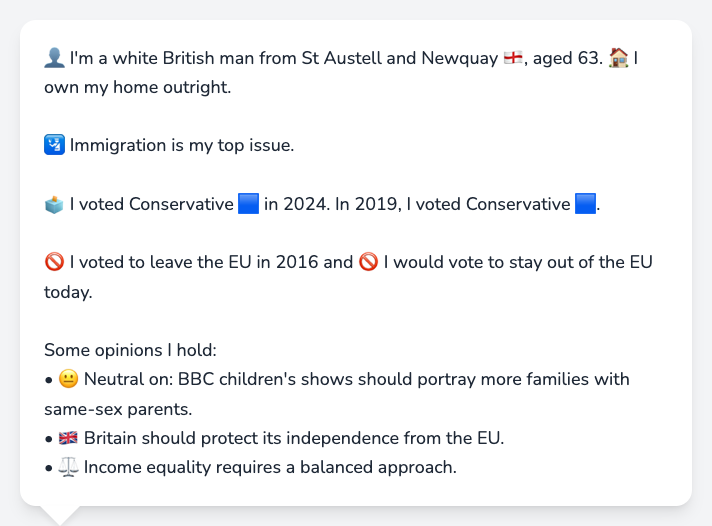 👤 I'm a white British man from St Austell and Newquay 🏴󠁧󠁢󠁥󠁮󠁧󠁿, aged 63. 🏠 I
own my home outright.
🛂 Immigration is my top issue.
🗳️ I voted Conservative 🟦 in 2024. In 2019, I voted Conservative 🟦.
🚫 I voted to leave the EU in 2016 and 🚫 I would vote to stay out of the EU
today.
Some opinions I hold:
• 😐 Neutral on: BBC children's shows should portray more families with
same-sex parents.
• 🇬🇧 Britain should protect its independence from the EU.
• ⚖️ Income equality requires a balanced approach.